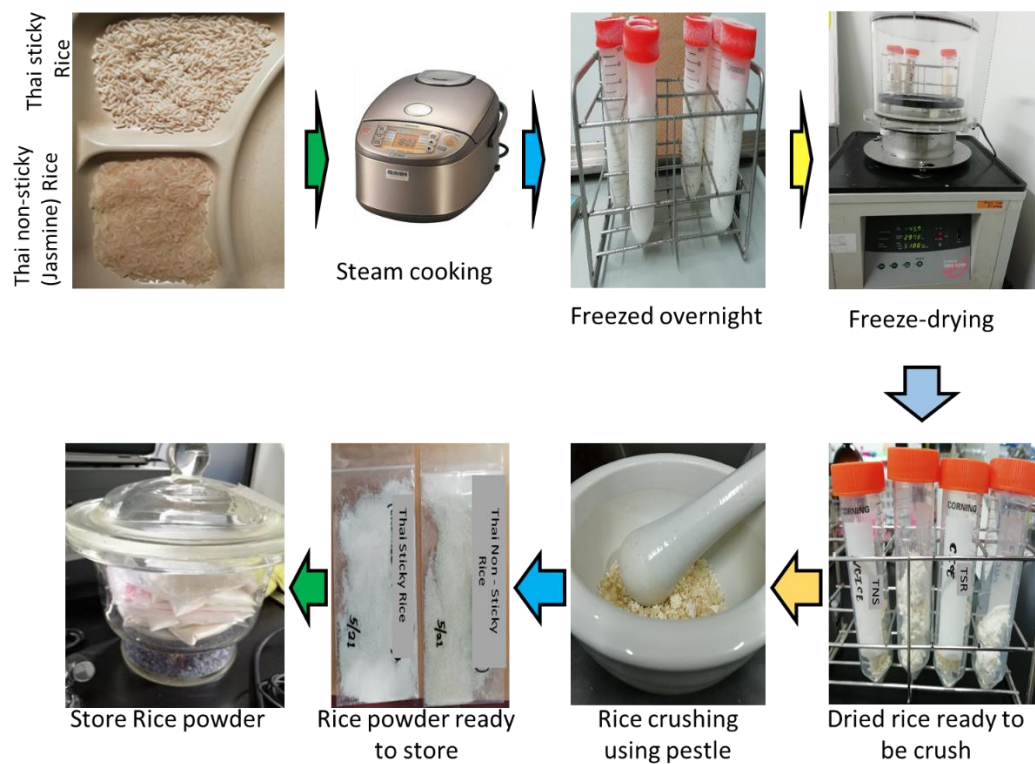 Thai sticky
Rice
Thai non-sticky
(Jasmine) Rice
Steam cooking
Freezed overnight
Freeze-drying
CORNING
TNS
RICE
CORNING
TSR
Dried rice ready to
be crush
Rice crushing
using pestle
Thai Sticky Rice
5/21
Thai Non - Sticky
Rice
5/21
Rice powder ready
to store
Store Rice powder